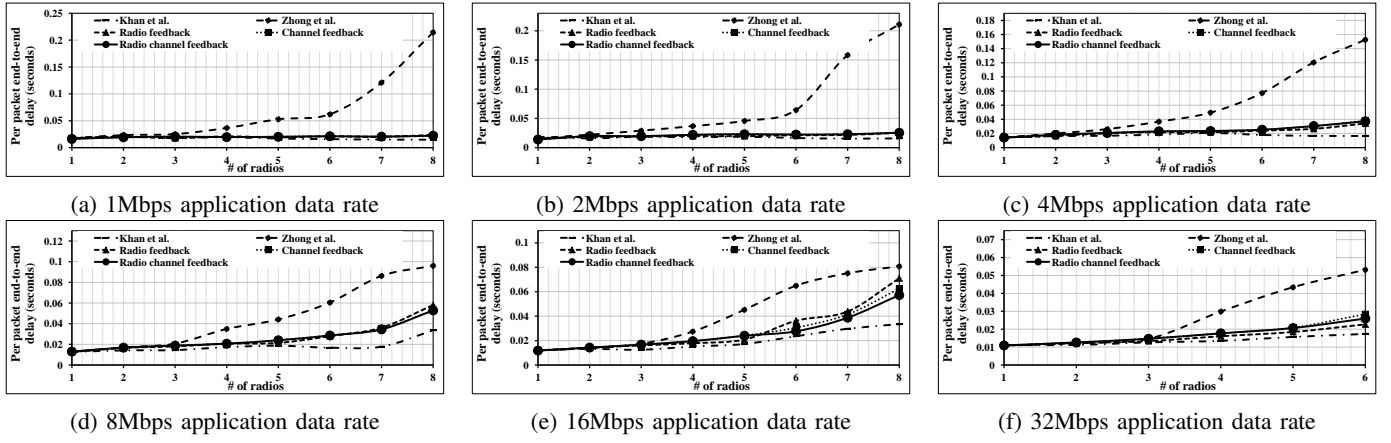 Per packet end-to-end
delay (seconds)
0.25
0.2
0.15
0.1
0.05
0
Khan et al.
Zhong et al.
Radio feedback
Channel feedback
Radio channel feedback
1 2 3 4 5 6 7 8
# of radios
(a) 1Mbps application data rate
Per packet end-to-end
delay (seconds)
0.2
0.15
0.1
0.05
0
Khan et al.
Zhong et al.
Radio feedback
Channel feedback
Radio channel feedback
1 2 3 4 5 6 7 8
# of radios
(b) 2Mbps application data rate
Per packet end-to-end
delay (seconds)
0.18
0.16
0.14
0.12
0.1
0.08
0.06
0.04
0.02
0
Khan et al.
Zhong et al.
Radio feedback
Channel feedback
Radio channel feedback
1 2 3 4 5 6 7 8
# of radios
(c) 4Mbps application data rate
Per packet end-to-end
delay (seconds)
0.12
0.1
0.08
0.06
0.04
0.02
0
Khan et al.
Zhong et al.
Radio feedback
Channel feedback
Radio channel feedback
1 2 3 4 5 6 7 8
# of radios
(d) 8Mbps application data rate
Per packet end-to-end
delay (seconds)
0.1
0.08
0.06
0.04
0.02
0
Khan et al.
Zhong et al.
Radio feedback
Channel feedback
Radio channel feedback
1 2 3 4 5 6 7 8
# of radios
(e) 16Mbps application data rate
Per packet end-to-end
delay (seconds)
0.07
0.06
0.05
0.04
0.03
0.02
0.01
0
Khan et al.
Zhong et al.
Radio feedback
Channel feedback
Radio channel feedback
1 2 3 4 5 6
# of radios
(f) 32Mbps application data rate